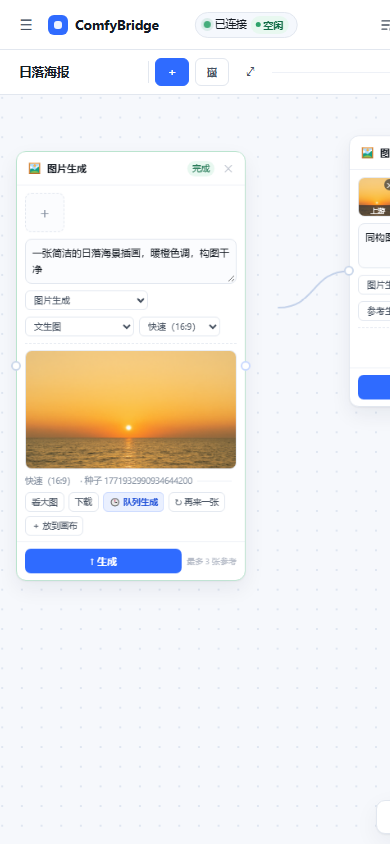 ComfyBridge
已连接
空闲
日落海报
+
图片生成
完成
+
一张简洁的日落海景插画，暖橙色调，构图干
净
图片生成
文生图
快速（16:9）
快速（16:9） · 种子 1771932990934644200
看大图
下载
队列生成
↻ 再来一张
+ 放到画布
↑ 生成
最多 3 张参考
图
上游
同构图
图片生
参考生